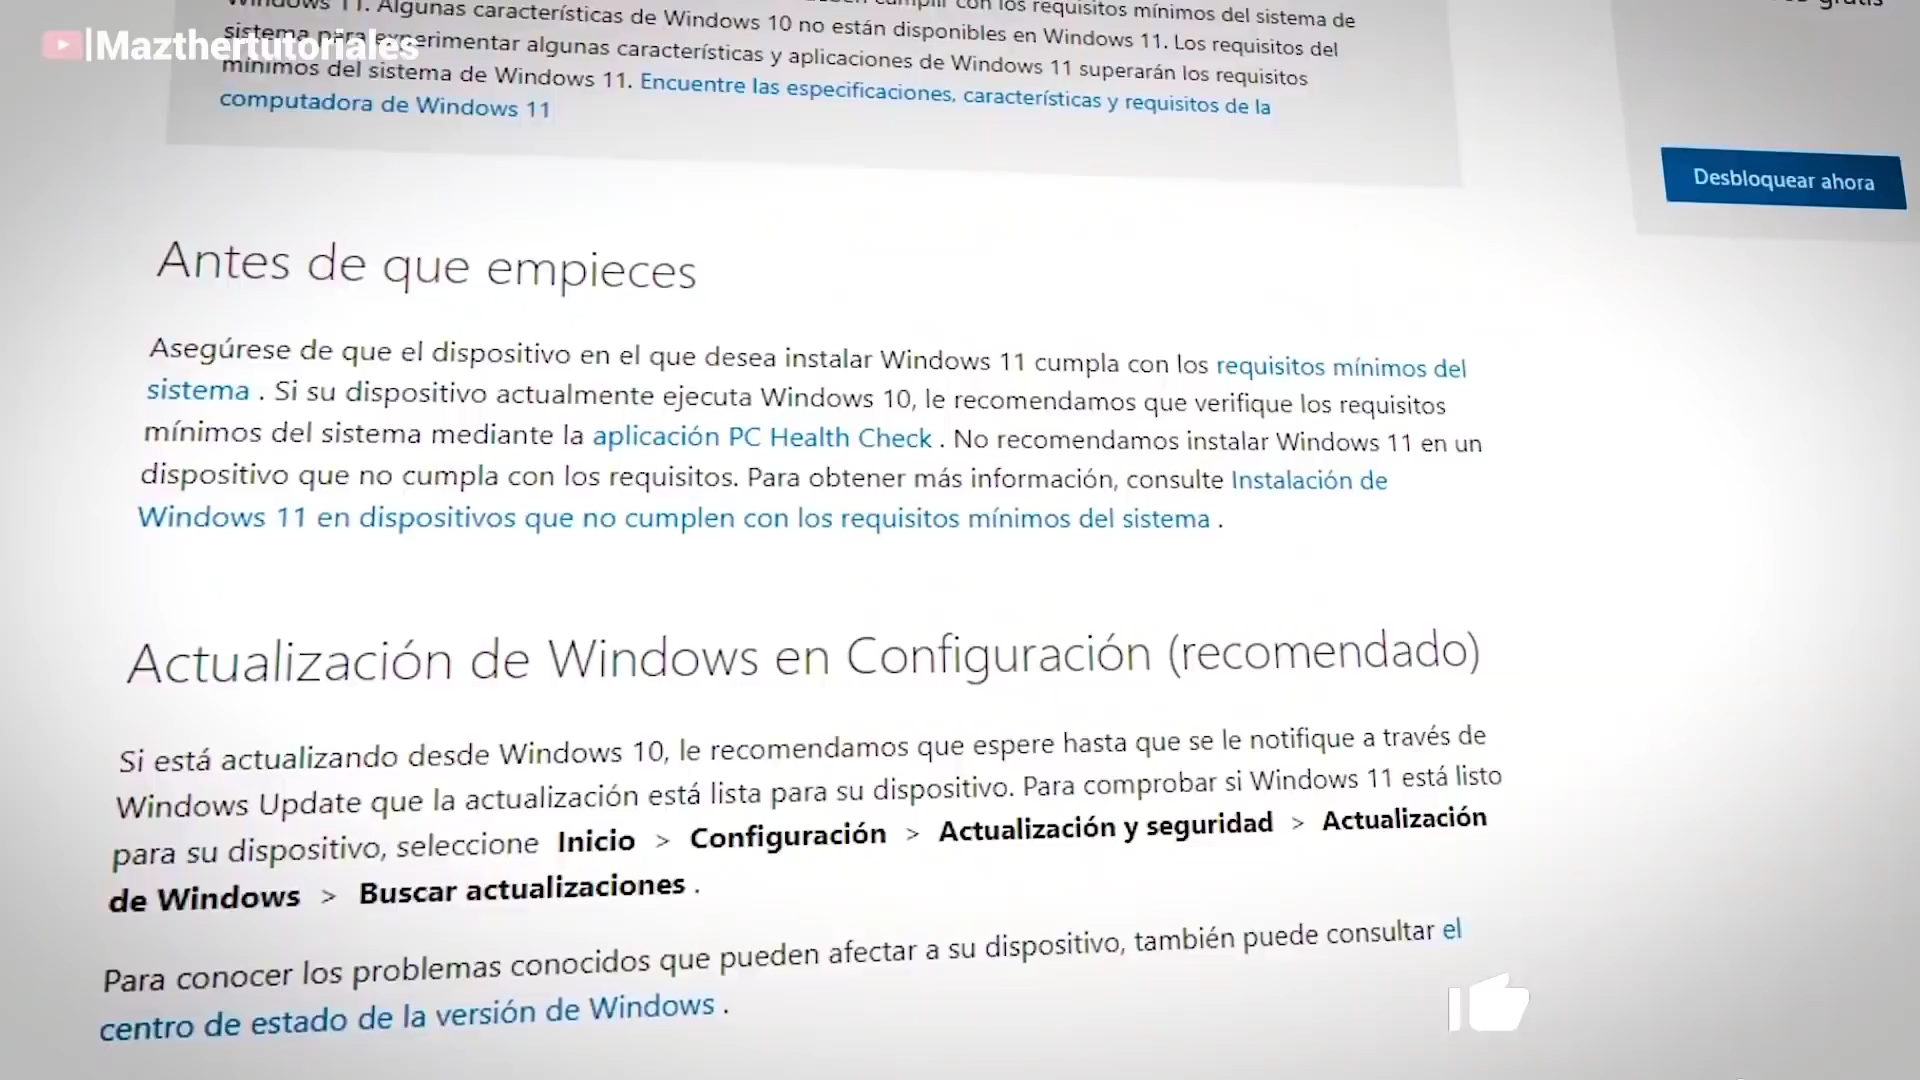 Windows 11. Algunas características de Windows 10 no están disponibles en Windows 11. Los requisitos del
con los requisitos mínimos del sistema de
gratis
|Mazthertutoriales
sistema para experimentar algunas características y aplicaciones de Windows 11 superarán los requisitos
mínimos del sistema de Windows 11. Encuentre las especificaciones, características y requisitos de la
computadora de Windows 11
Desbloquear ahora
Antes de que empieces
Asegúrese de que el dispositivo en el que desea instalar Windows 11 cumpla con los requisitos mínimos del
sistema . Si su dispositivo actualmente ejecuta Windows 10, le recomendamos que verifique los requisitos
mínimos del sistema mediante la aplicación PC Health Check . No recomendamos instalar Windows 11 en un
dispositivo que no cumpla con los requisitos. Para obtener más información, consulte Instalación de
Windows 11 en dispositivos que no cumplen con los requisitos mínimos del sistema .
Actualización de Windows en Configuración (recomendado)
Si está actualizando desde Windows 10, le recomendamos que espere hasta que se le notifique a través de
Windows Update que la actualización está lista para su dispositivo. Para comprobar si Windows 11 está listo
para su dispositivo, seleccione Inicio > Configuración > Actualización y seguridad > Actualización
de Windows > Buscar actualizaciones .
Para conocer los problemas conocidos que pueden afectar a su dispositivo, también puede consultar el
centro de estado de la versión de Windows .